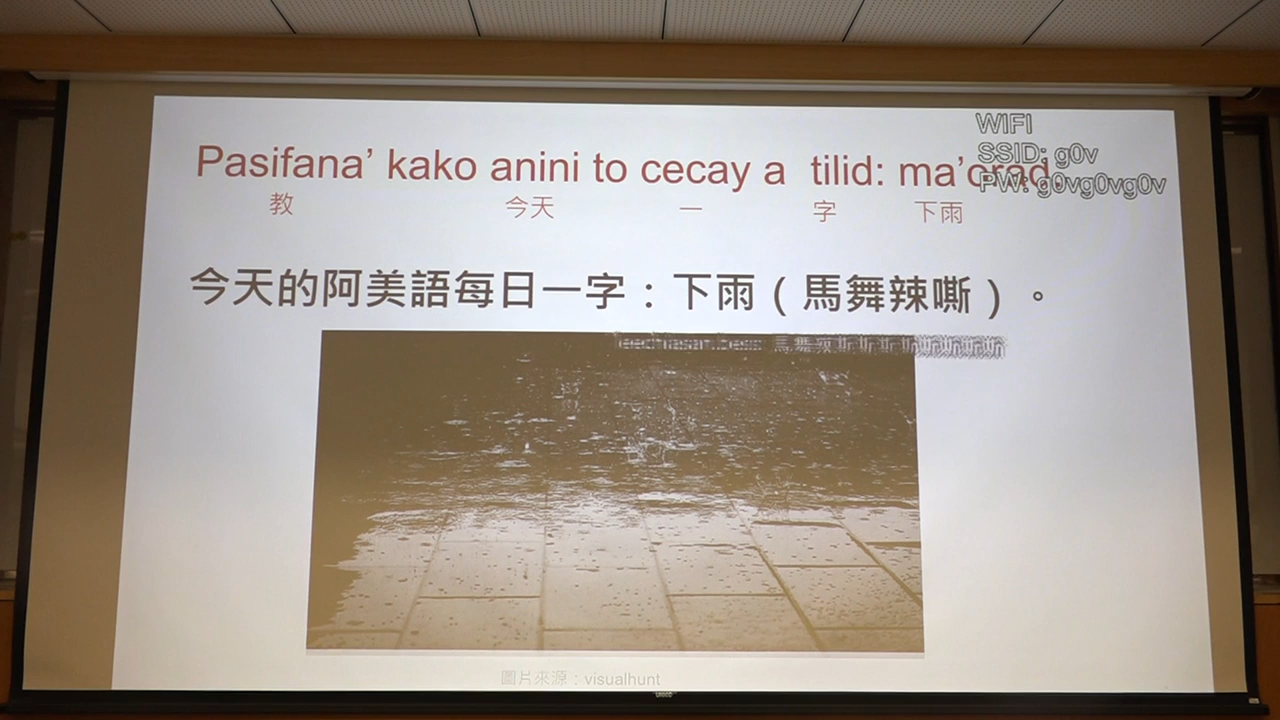 WIFI
SSID: g0v
PW: g0vg0vg0v
Pasifana’ kako anini to cecay a tilid: ma’orad.
教 今天 一 字 下雨
今天的阿美語每日一字：下雨（馬舞辣嘶）。
圖片來源：visualhunt